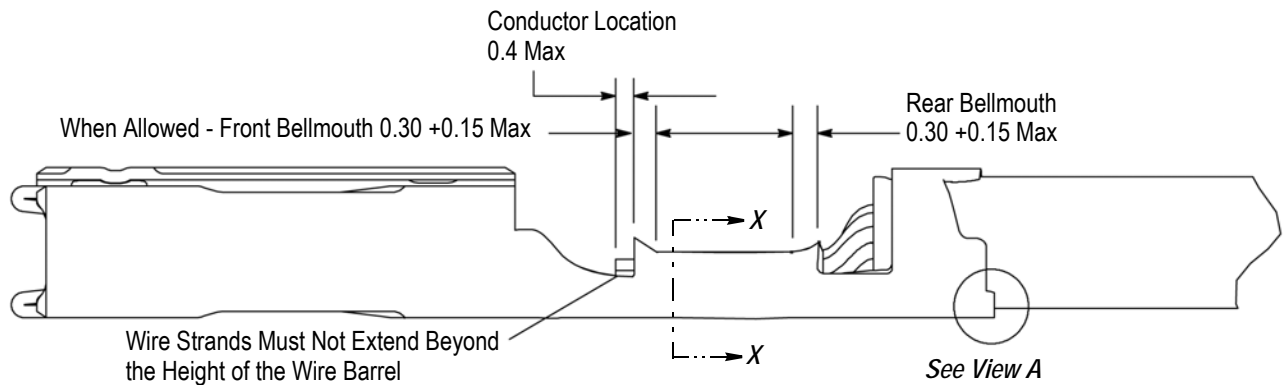 Conductor Location
0.4 Max
When Allowed - Front Bellmouth 0.30 +0.15 Max
Rear Bellmouth
0.30 +0.15 Max
X
X
Wire Strands Must Not Extend Beyond
the Height of the Wire Barrel
See View A